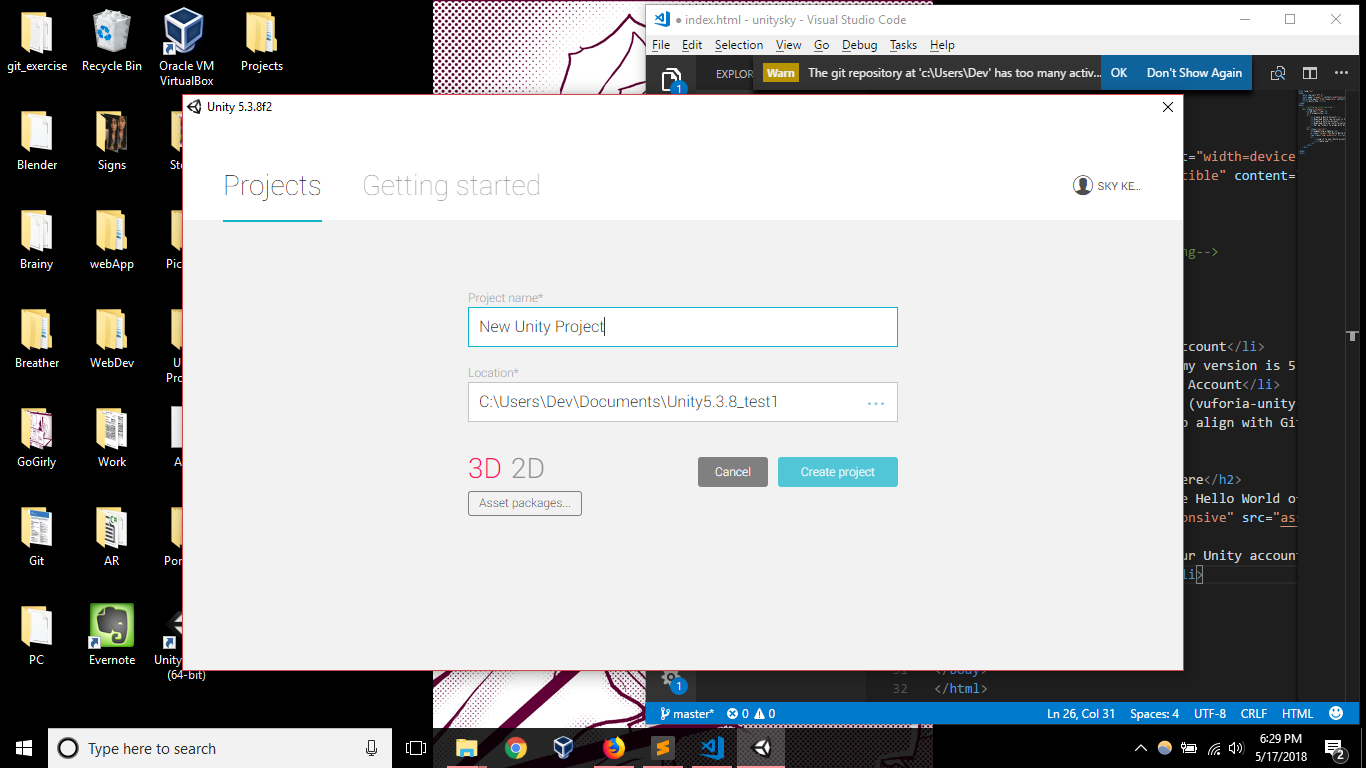 git_exercise
Recycle Bin
Oracle VM
VirtualBox
Projects
Blender
Signs
Brainy
webApp
Breather
WebDev
GoGirly
Work
Git
AR
PC
Evernote
(64-bit)
● index.html - unitysky - Visual Studio Code
File Edit Selection View Go Debug Tasks Help
EXPLOR
Warn The git repository at 'c:\Users\Dev' has too many activ... OK Don't Show Again
1
Unity 5.3.8f2
Projects Getting started
SKY KE...
Project name*
New Unity Project
Location*
C:\Users\Dev\Documents\Unity5.3.8_test1 ...
3D 2D
Cancel Create project
Asset packages...
="width=device
tible" content=
ng-->
ccount</li>
my version is 5
Account</li>
(vuforia-unity
o align with Gi
ere</h2>
e Hello World o
onsive" src="as
ur Unity accoun
li>
31 </body>
32 </html>
1
master* 0 0 Ln 26, Col 31 Spaces: 4 UTF-8 CRLF HTML
Type here to search
6:29 PM
5/17/2018
2